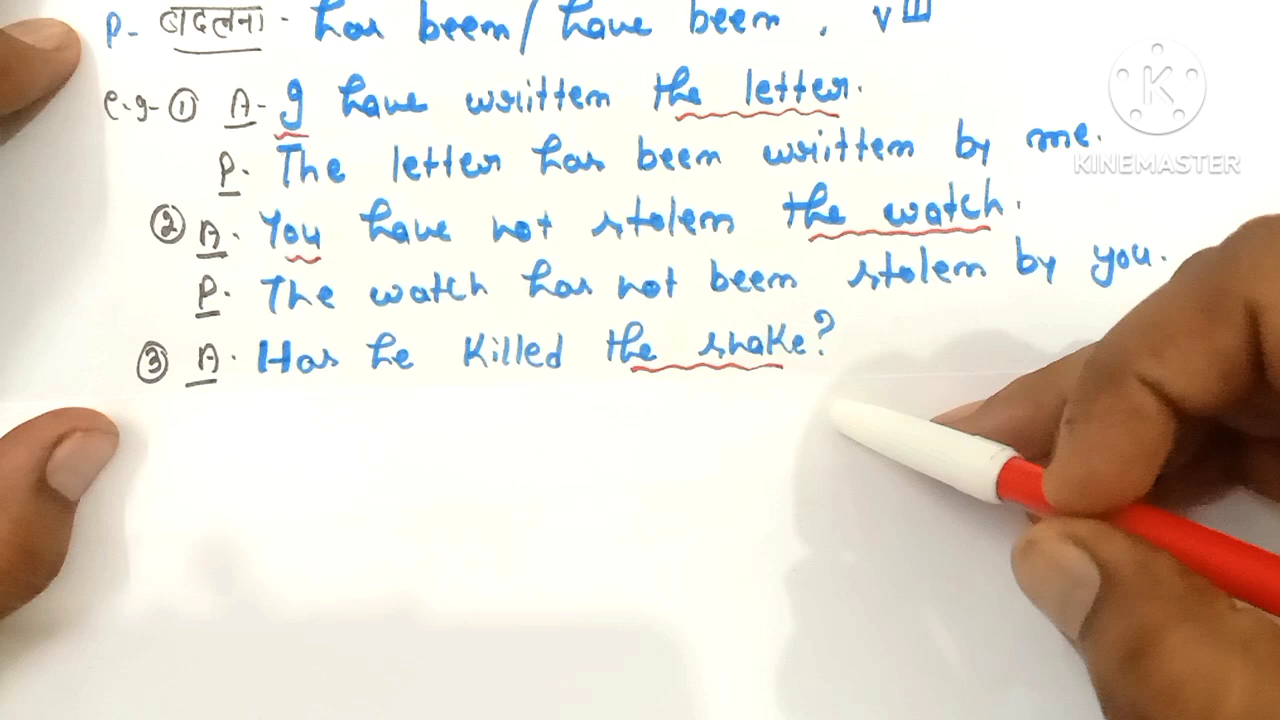 P- बदलना - has been / have been . V III
e.g- ① A- I have written the letter.
P. The letter has been written by me.
② A. You have not stolen the watch.
P. The watch has not been stolen by you.
③ A. Has he killed the snake?
K
KINEMASTER